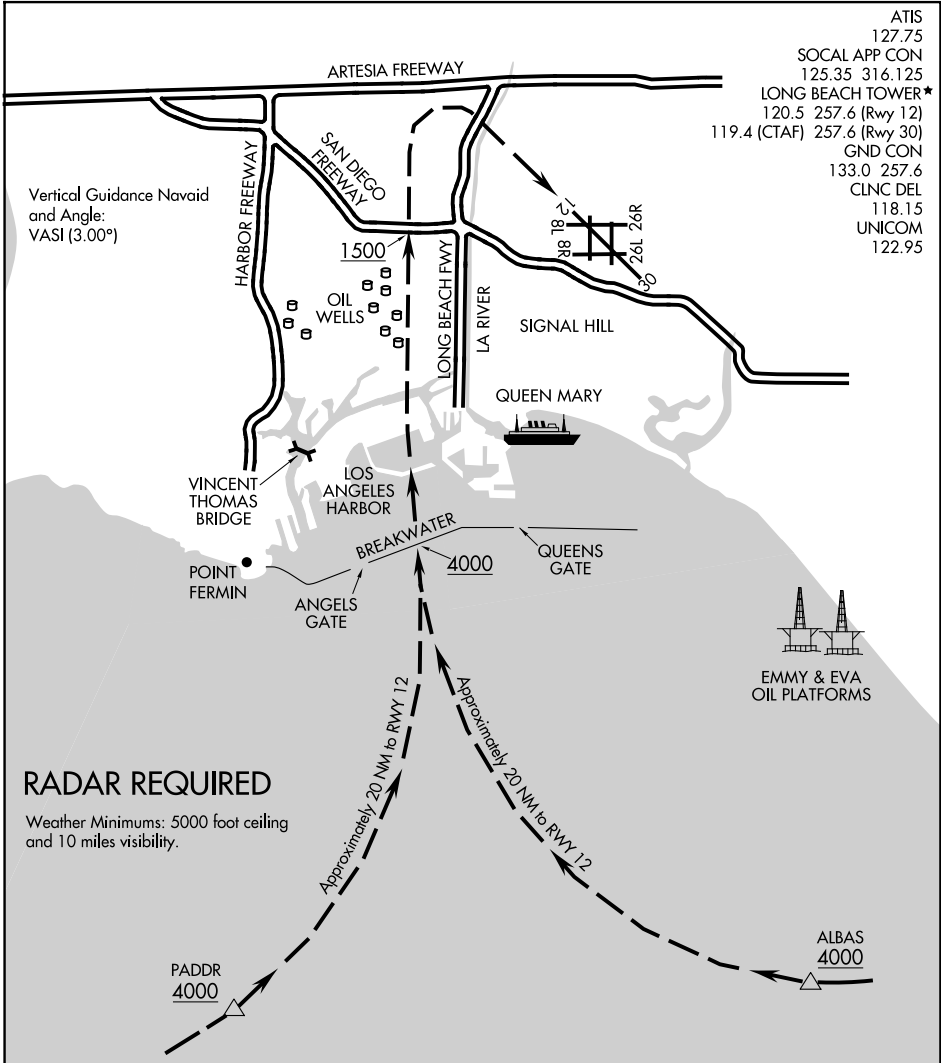 ATIS
127.75
SOCAL APP CON
125.35 316.125
LONG BEACH TOWER★
120.5 257.6 (Rwy 12)
119.4 (CTAF) 257.6 (Rwy 30)
GND CON
133.0 257.6
CLNC DEL
118.15
UNICOM
122.95
ARTESIA FREEWAY
SAN DIEGO
FREEWAY
HARBOR FREEWAY
Vertical Guidance Navaid
and Angle:
VASI (3.00°)
12
8L
26R
8R
26L
30
1500
OIL
WELLS
LONG BEACH FWY
LA RIVER
SIGNAL HILL
QUEEN MARY
VINCENT
THOMAS
BRIDGE
LOS
ANGELES
HARBOR
BREAKWATER
4000
QUEENS
GATE
POINT
FERMIN
ANGELS
GATE
EMMY & EVA
OIL PLATFORMS
Approximately 20 NM to RWY 12
Approximately 20 NM to RWY 12
RADAR REQUIRED
Weather Minimums: 5000 foot ceiling
and 10 miles visibility.
PADDR
4000
ALBAS
4000